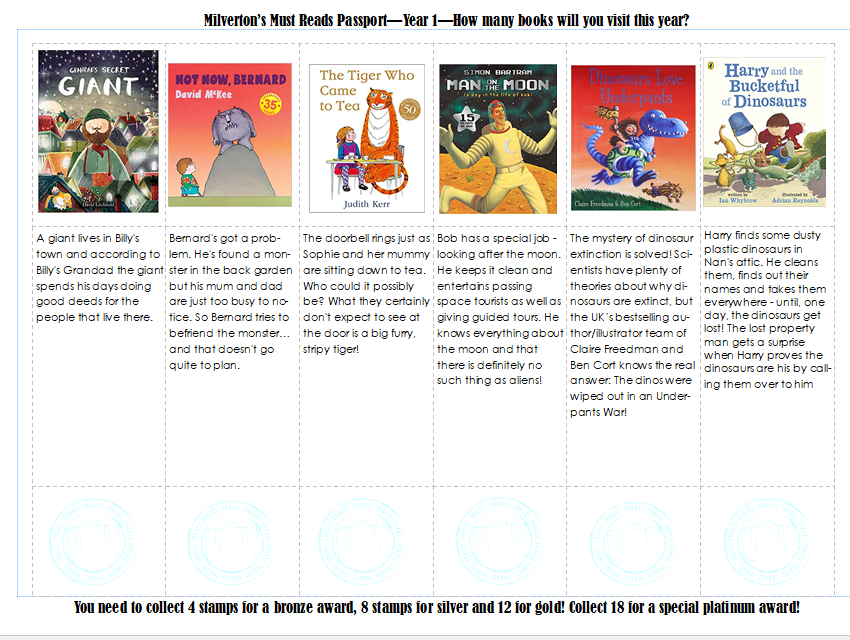 Milverton's Must Reads Passport—Year 1—How many books will you visit this year?
GRANDAD'S SECRET
GIANT
David Litchfield
NOT NOW, BERNARD
David McKee
35
The Tiger Who
Came
to Tea
50
Judith Kerr
SIMON BARTRAM
MAN ON THE MOON
(a day in the life of Bob)
15
Dinosaurs Love
Underpants
Claire Freedman & Ben Cort
Harry and the
Bucketful
of Dinosaurs
written by
Ian Whybrow
illustrated by
Adrian Reynolds
A giant lives in Billy's
town and according to
Billy's Grandad the giant
spends his days doing
good deeds for the
people that live there.
Bernard's got a prob-
lem. He's found a mon-
ster in the back garden
but his mum and dad
are just too busy to no-
tice. So Bernard tries to
befriend the monster…
and that doesn't go
quite to plan.
The doorbell rings just as
Sophie and her mummy
are sitting down to tea.
Who could it possibly
be? What they certainly
don't expect to see at
the door is a big furry,
stripy tiger!
Bob has a special job -
looking after the moon.
He keeps it clean and
entertains passing
space tourists as well as
giving guided tours. He
knows everything about
the moon and that
there is definitely no
such thing as aliens!
The mystery of dinosaur
extinction is solved! Sci-
entists have plenty of
theories about why di-
nosaurs are extinct, but
the UK's bestselling au-
thor/illustrator team of
Claire Freedman and
Ben Cort knows the real
answer: The dinos were
wiped out in an Under-
pants War!
Harry finds some dusty
plastic dinosaurs in
Nan's attic. He cleans
them, finds out their
names and takes them
everywhere - until, one
day, the dinosaurs get
lost! The lost property
man gets a surprise
when Harry proves the
dinosaurs are his by call-
ing them over to him
You need to collect 4 stamps for a bronze award, 8 stamps for silver and 12 for gold! Collect 18 for a special platinum award!